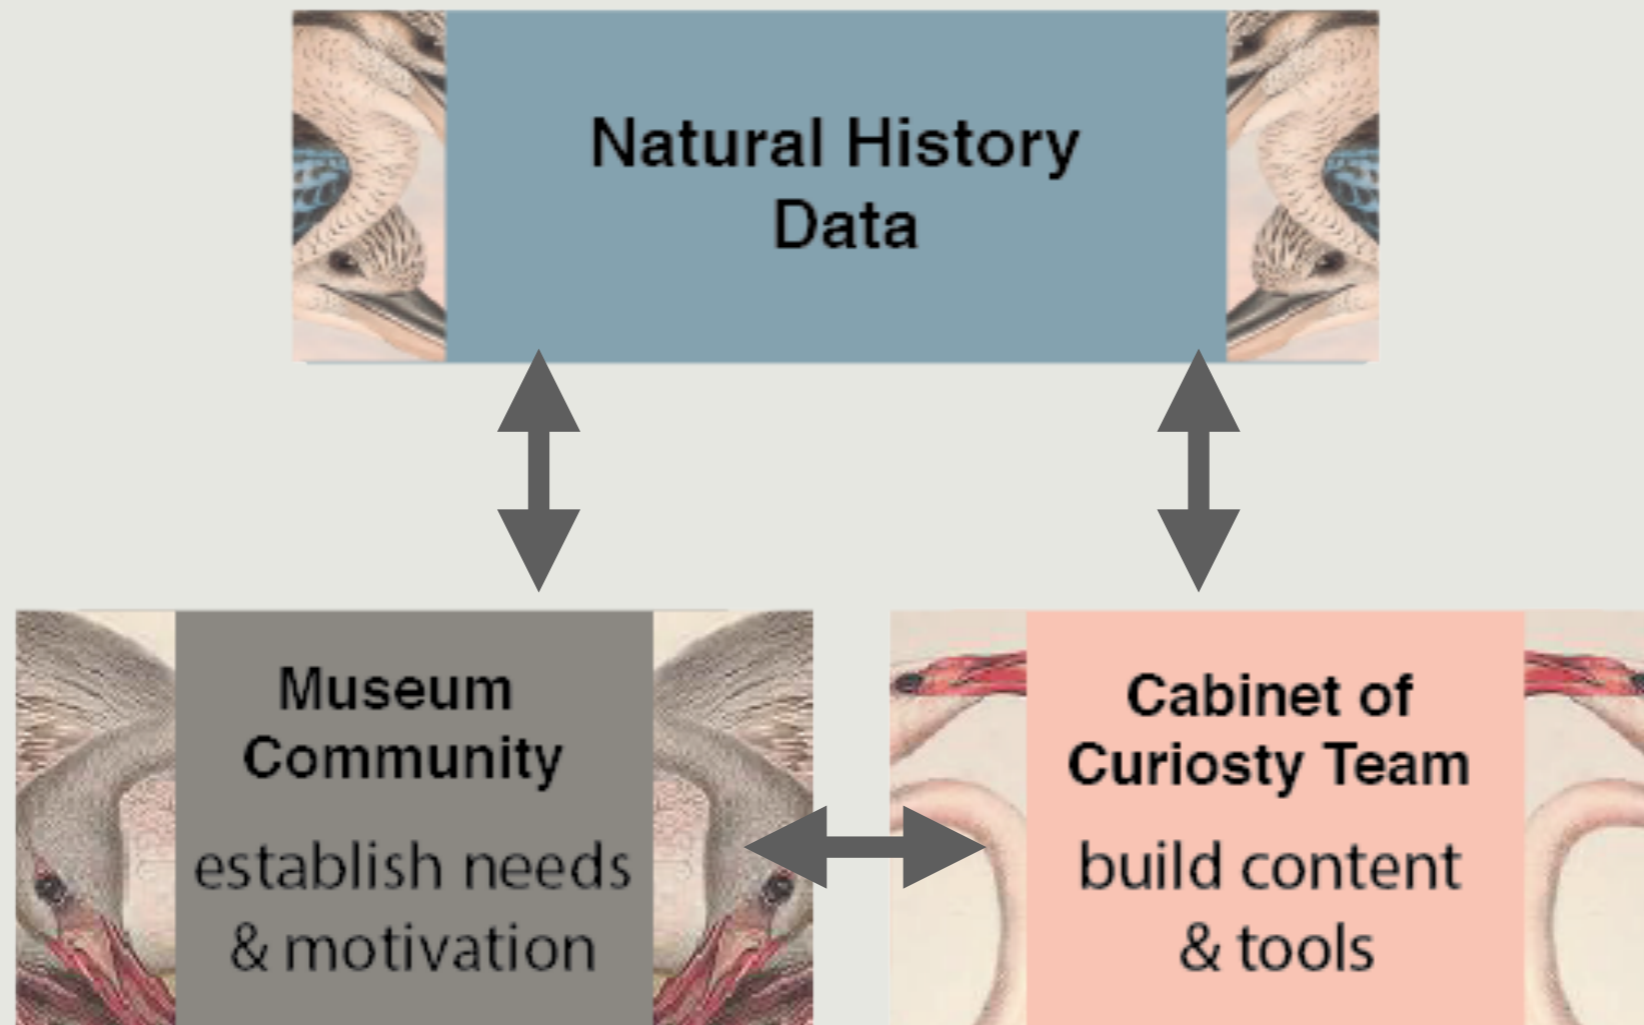 Natural History
Data
Museum
Community
establish needs
& motivation
Cabinet of
Curiosty Team
build content
& tools